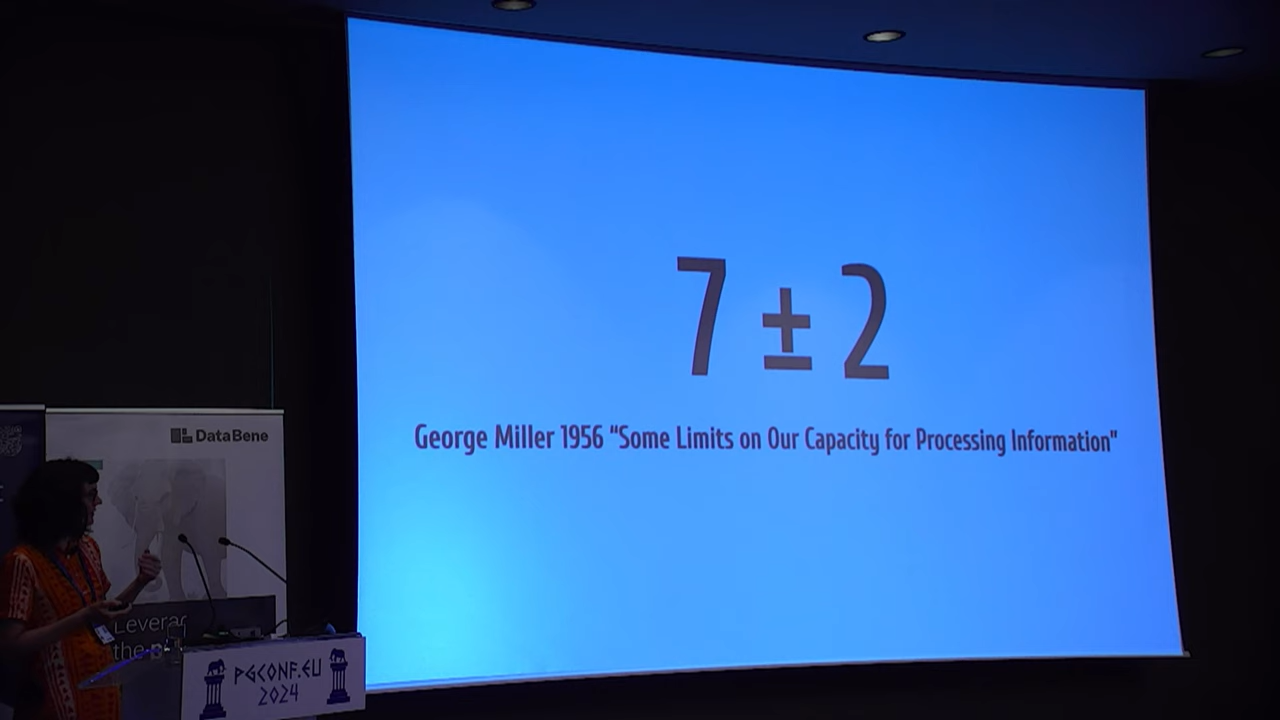 7 ± 2
George Miller 1956 “Some Limits on Our Capacity for Processing Information”
DataBene
Leverag
the
PGCONF.EU
2024